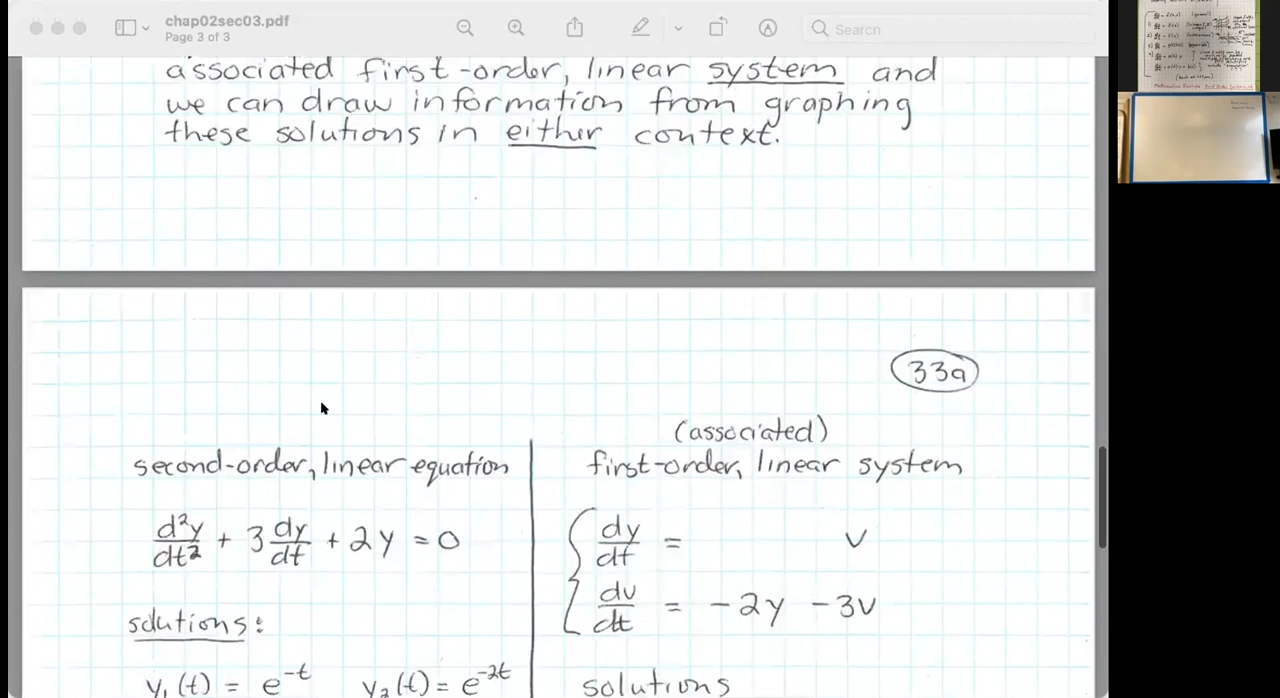 chap02sec03.pdf
Page 3 of 3
Search
associated first-order, linear system and
we can draw information from graphing
these solutions in either context.
33a
second-order, linear equation
d²y/dt² + 3 dy/dt + 2y = 0
solutions:
y₁(t) = e^-t y₂(t) = e^-2t
(associated)
first-order, linear system
dy/dt = v
dv/dt = -2y -3v
solutions